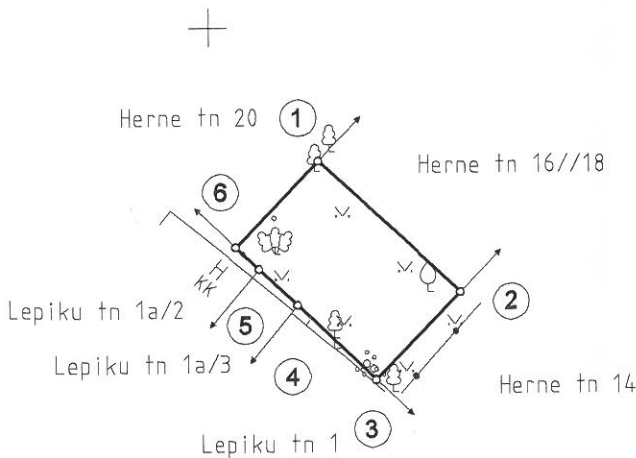 Herne tn 20
1
Herne tn 16//18
6
KK
Lepiku tn 1a/2
2
5
Lepiku tn 1a/3
4
Herne tn 14
3
Lepiku tn 1